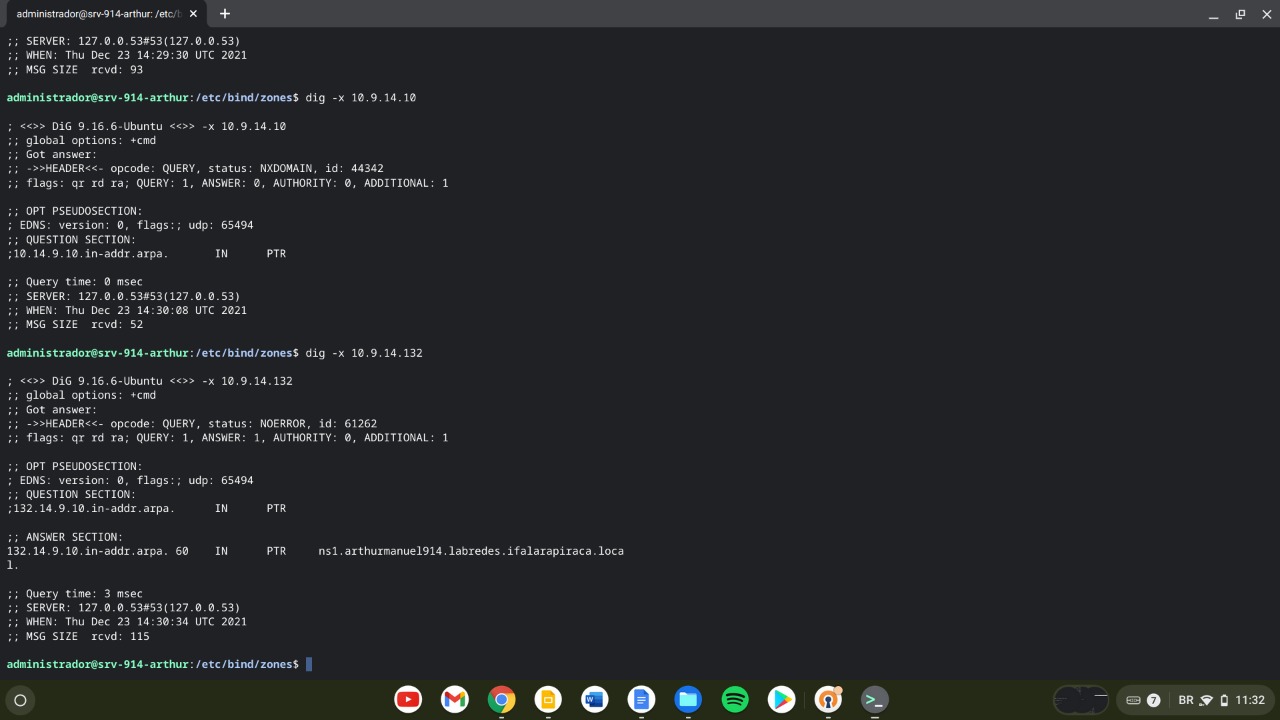 administrador@srv-914-arthur: /etc/b
;; SERVER: 127.0.0.53#53(127.0.0.53)
;; WHEN: Thu Dec 23 14:29:30 UTC 2021
;; MSG SIZE  rcvd: 93
administrador@srv-914-arthur:/etc/bind/zones$ dig -x 10.9.14.10
; <<>> DiG 9.16.6-Ubuntu <<>> -x 10.9.14.10
;; global options: +cmd
;; Got answer:
;; ->>HEADER<<- opcode: QUERY, status: NXDOMAIN, id: 44342
;; flags: qr rd ra; QUERY: 1, ANSWER: 0, AUTHORITY: 0, ADDITIONAL: 1
;; OPT PSEUDOSECTION:
; EDNS: version: 0, flags:; udp: 65494
;; QUESTION SECTION:
;10.14.9.10.in-addr.arpa.       IN      PTR
;; Query time: 0 msec
;; SERVER: 127.0.0.53#53(127.0.0.53)
;; WHEN: Thu Dec 23 14:30:08 UTC 2021
;; MSG SIZE  rcvd: 52
administrador@srv-914-arthur:/etc/bind/zones$ dig -x 10.9.14.132
; <<>> DiG 9.16.6-Ubuntu <<>> -x 10.9.14.132
;; global options: +cmd
;; Got answer:
;; ->>HEADER<<- opcode: QUERY, status: NOERROR, id: 61262
;; flags: qr rd ra; QUERY: 1, ANSWER: 1, AUTHORITY: 0, ADDITIONAL: 1
;; OPT PSEUDOSECTION:
; EDNS: version: 0, flags:; udp: 65494
;; QUESTION SECTION:
;132.14.9.10.in-addr.arpa.      IN      PTR
;; ANSWER SECTION:
132.14.9.10.in-addr.arpa. 60    IN      PTR     ns1.arthurmanuel914.labredes.ifalarapiraca.loca
l.
;; Query time: 3 msec
;; SERVER: 127.0.0.53#53(127.0.0.53)
;; WHEN: Thu Dec 23 14:30:34 UTC 2021
;; MSG SIZE  rcvd: 115
administrador@srv-914-arthur:/etc/bind/zones$
7 BR 11:32